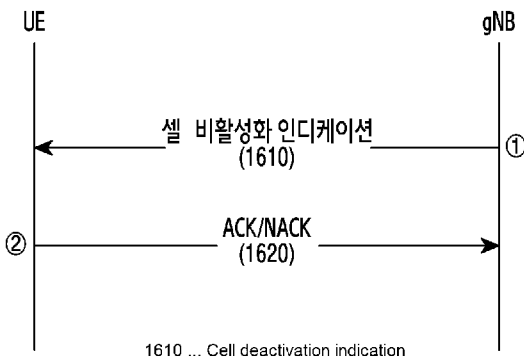 UE gNB
셀 비활성화 인디케이션
(1610)
①
ACK/NACK
(1620)
②
1610 ... Cell deactivation indication